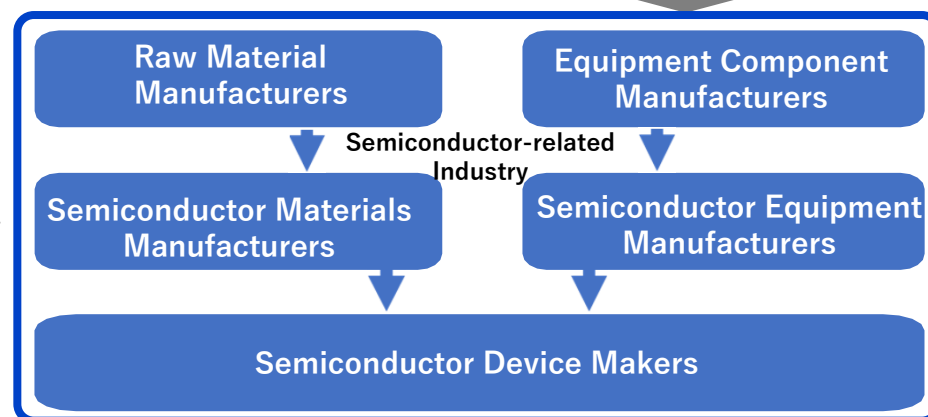 Raw Material
Manufacturers
Equipment Component
Manufacturers
Semiconductor-related
Industry
Semiconductor Materials
Manufacturers
Semiconductor Equipment
Manufacturers
Semiconductor Device Makers